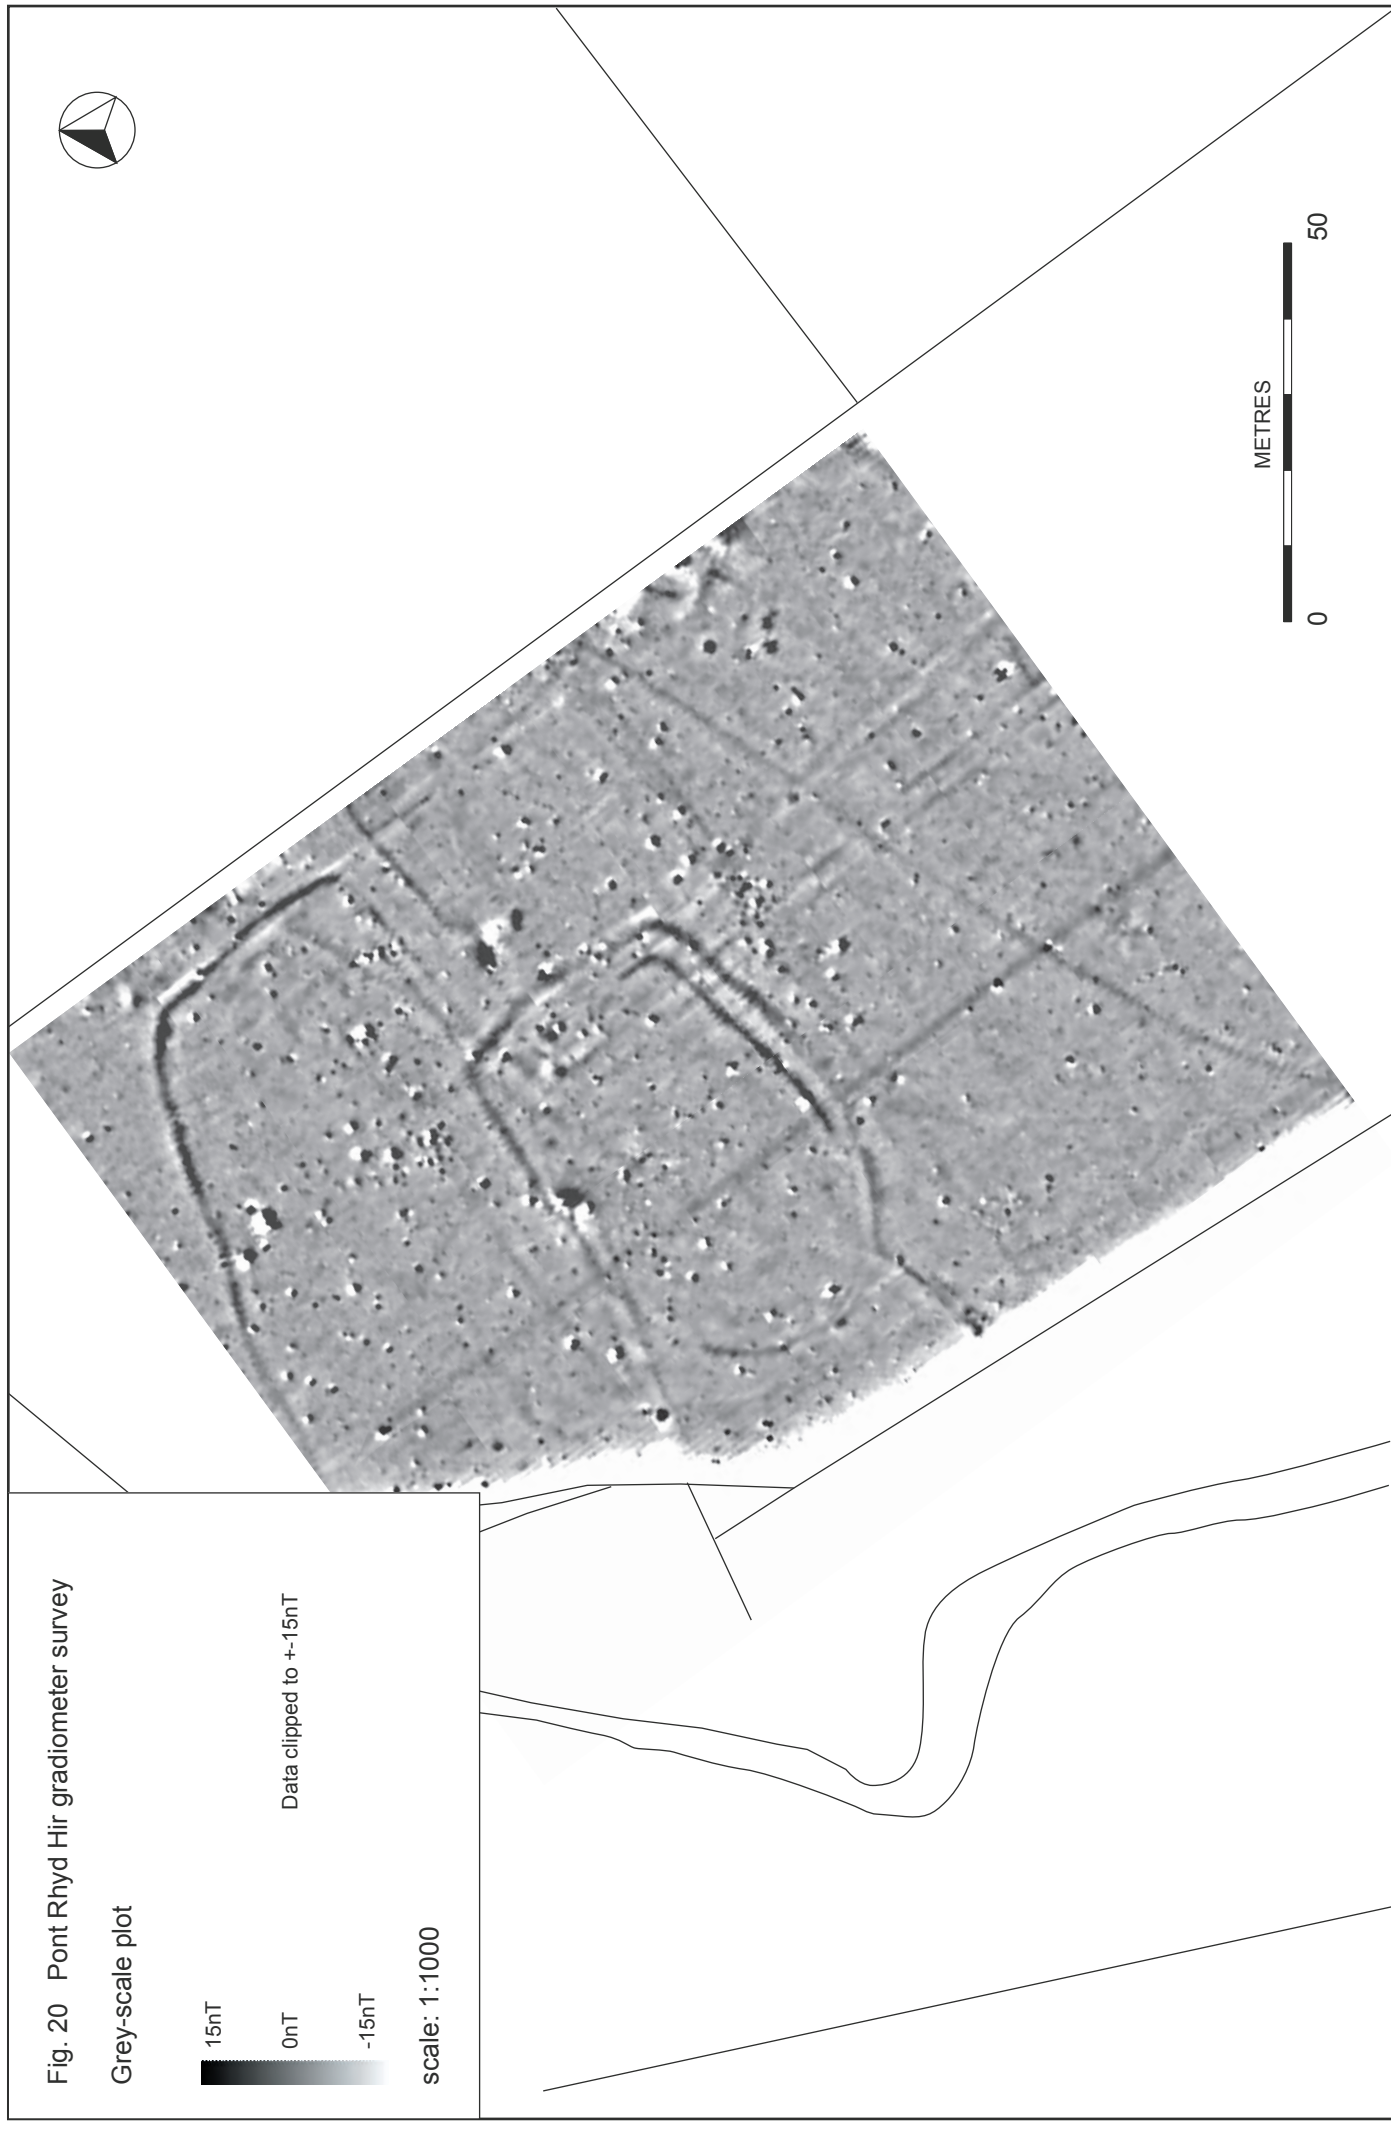 Fig. 20 Pont Rhyd Hir gradiometer survey
Grey-scale plot
15nT
0nT
-15nT
Data clipped to +-15nT
scale: 1:1000
METRES
0
50